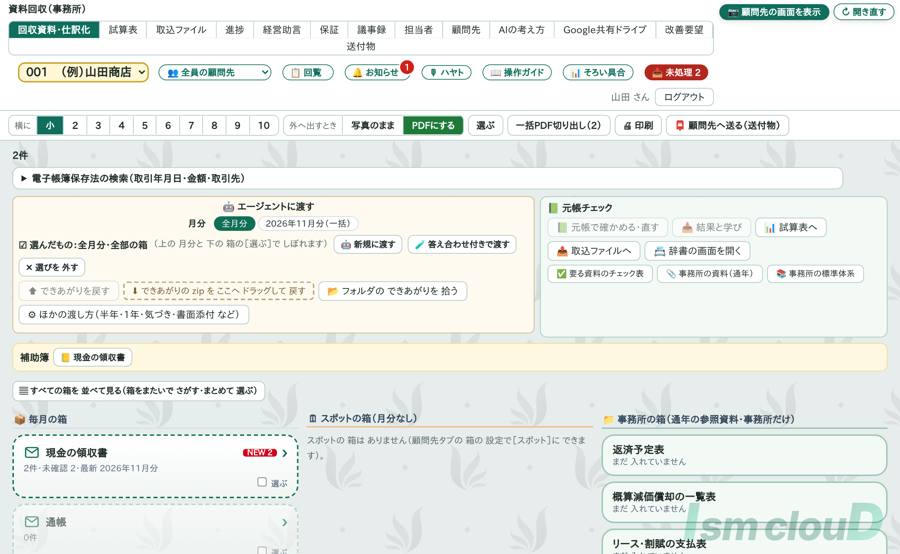 資料回収（事務所）
📷 顧問先の画面を表示
↻ 開き直す
回収資料・仕訳化
試算表
取込ファイル
進捗
経営助言
保証
議事録
担当者
顧問先
AIの考え方
Google共有ドライブ
改善要望
送付物
001 （例）山田商店
👥 全員の顧問先
📋 回覧
🔔 お知らせ 1
🎙 ハヤト
📖 操作ガイド
📊 そろい具合
📥 未処理 2
山田 さん
ログアウト
横に
小 2 3 4 5 6 7 8 9 10
外へ出すとき
写真のまま
PDFにする
選ぶ
一括PDF切り出し（2）
🖨 印刷
📮 顧問先へ送る（送付物）
2件
▶ 電子帳簿保存法の検索（取引年月日・金額・取引先）
🤖 エージェントに渡す
月分 全月分 2026年11月分（一括）
☑ 選んだもの：全月分・全部の箱 （上の 月分と 下の 箱の［選ぶ］で しぼれます）
🤖 新規に渡す
🧪 答え合わせ付きで渡す
× 選びを 外す
⬆ できあがりを戻す
⬇ できあがりの zip を ここへ ドラッグして 戻す
📂 フォルダの できあがりを 拾う
⚙ ほかの渡し方（半年・1年・気づき・書面添付 など）
📗 元帳チェック
📗 元帳で確かめる・直す
📥 結果と学び
📊 試算表へ
📥 取込ファイルへ
📇 辞書の画面を開く
✅ 要る資料のチェック表
📎 事務所の資料（通年）
📚 事務所の標準体系
補助簿
📒 現金の領収書
すべての箱を 並べて見る（箱をまたいで さがす・まとめて 選ぶ）
📦 毎月の箱
現金の領収書
NEW 2
2件・未確認 2・最新 2026年11月分
選ぶ
通帳
0件
選ぶ
🗓 スポットの箱（月分なし）
スポットの 箱は ありません（顧問先タブの 箱の 設定で［スポット］に できま
す）。
📁 事務所の箱（通年の参照資料・事務所だけ）
返済予定表
まだ 入れていません
概算減価償却の一覧表
まだ 入れていません
リース・割賦の支払表
まだ 入れていません
Ism clouD